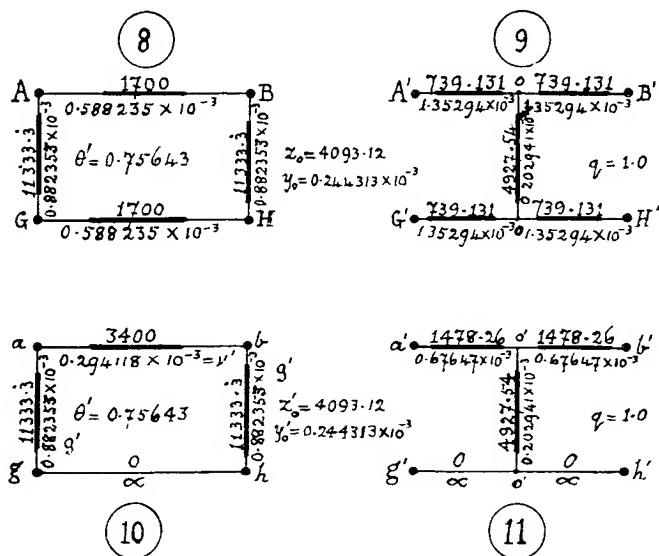 8
9
A 1700 B
0.588235 × 10⁻³
11333.3
0.882353×10⁻³
θ' = 0.75643
11333.3
0.882353×10⁻³
G 1700 H
0.588235 × 10⁻³
z₀ = 4093.12
y₀ = 0.244313×10⁻³
A' 739.131 0 739.131 B'
1.35294×10⁻³ 1.35294×10⁻³
4927.54
0.202941×10⁻³
q = 1.0
G' 739.131 739.131 H'
1.35294×10⁻³ 0 1.35294×10⁻³
a 3400 b
0.294118 × 10⁻³ = ν'
11333.3
0.882353×10⁻³
θ' = 0.75643
g'
11333.3
0.882353×10⁻³
g'
g 0 h
∝
z'₀ = 4093.12
y'₀ = 0.244313×10⁻³
a' 1478.26 o' 1478.26 b'
0.67647×10⁻³ 0.67647×10⁻³
4927.54
0.202941×10⁻³
q = 1.0
g' 0 0 h'
∝ o' ∝
10
11